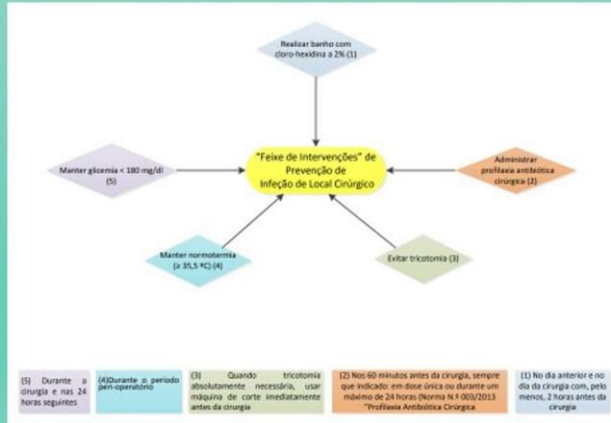 Realizar banho com
cloro-hexidina a 2% (1)
Manter glicemia < 180 mg/dl
(5)
"Feixe de Intervenções" de
Prevenção de
Infeção de Local Cirúrgico
Administrar
profilaxia antibiótica
cirúrgica (2)
Manter normotermia
(≥ 35,5 ºC) (4)
Evitar tricotomia (3)
(5) Durante a
cirurgia e nas 24
horas seguintes
(4)Durante o período
peri-operatório
(3) Quando tricotomia
absolutamente necessária, usar
máquina de corte imediatamente
antes da cirurgia
(2) Nos 60 minutos antes da cirurgia, sempre
que indicado: em dose única ou durante um
máximo de 24 horas (Norma N.º 003/2013
"Profilaxia Antibiótica Cirúrgica
(1) No dia anterior e no
dia da cirurgia com, pelo
menos, 2 horas antes da
cirurgia